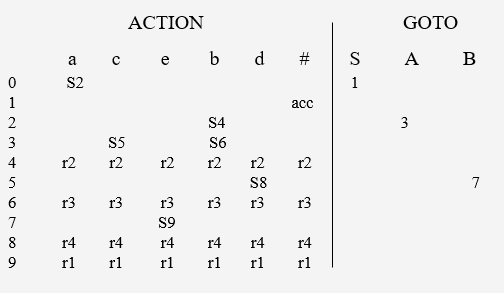 ACTION GOTO
a c e b d # S A B
0 S2 1
1 acc
2 S4 3
3 S5 S6
4 r2 r2 r2 r2 r2 r2
5 S8 7
6 r3 r3 r3 r3 r3 r3
7 S9
8 r4 r4 r4 r4 r4 r4
9 r1 r1 r1 r1 r1 r1